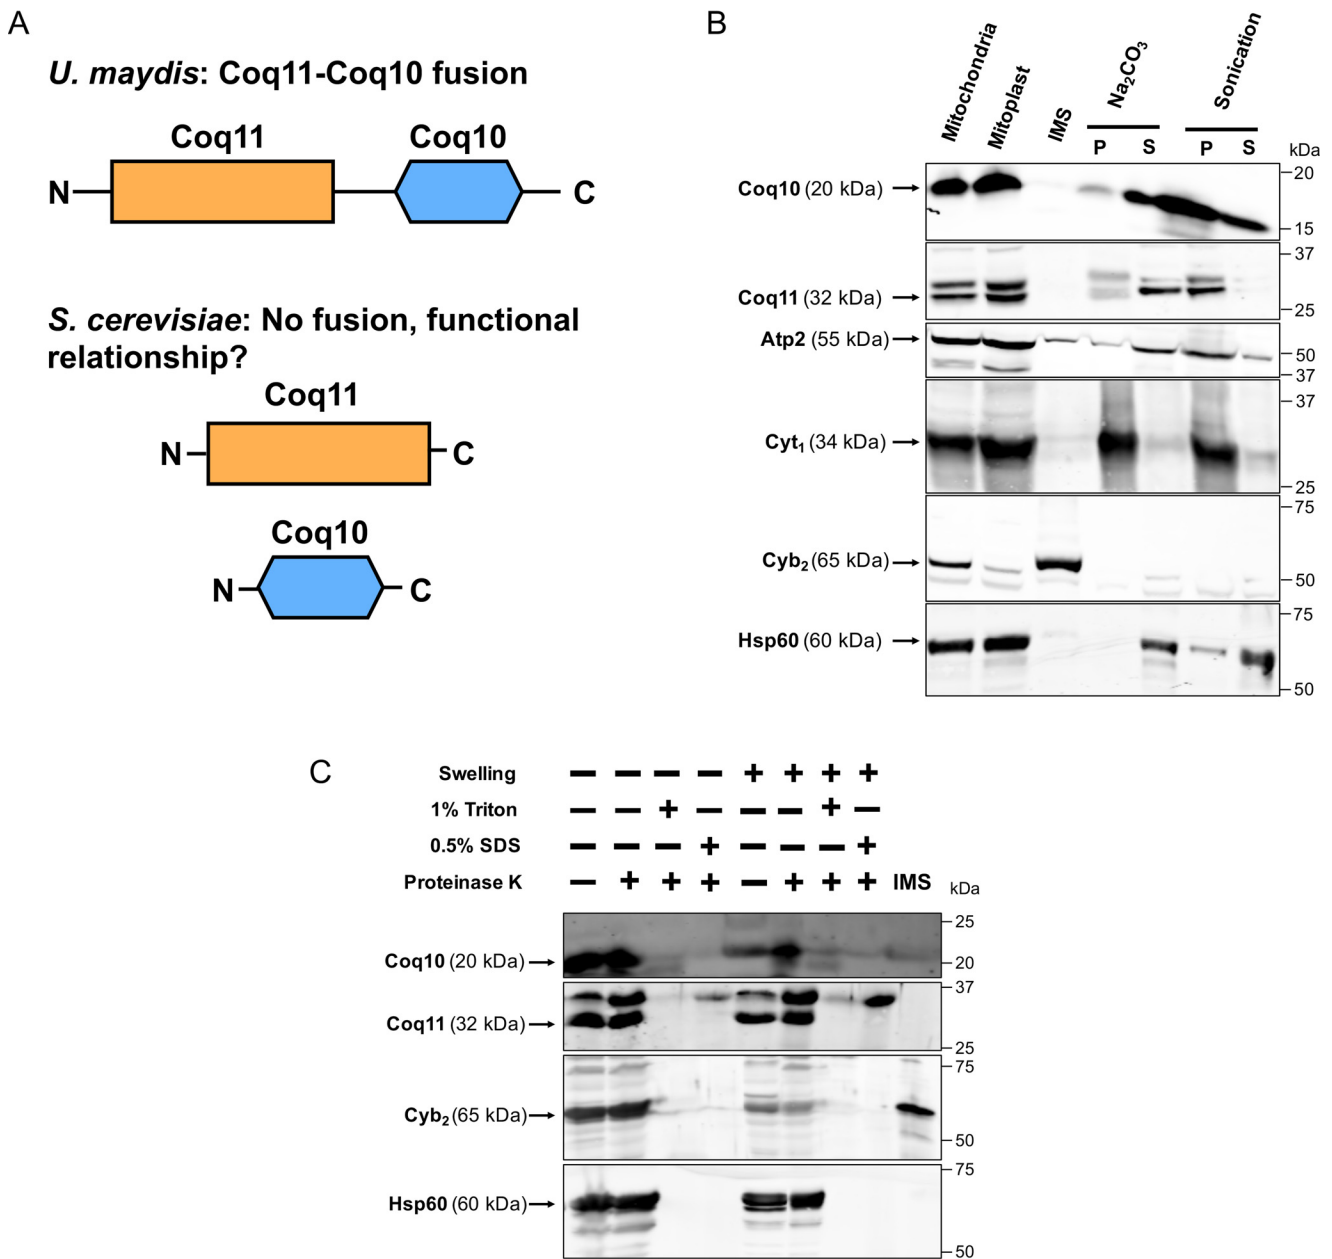 A
U. maydis: Coq11-Coq10 fusion
Coq11
Coq10
N
C
S. cerevisiae: No fusion, functional
relationship?
Coq11
N
C
Coq10
N
C
B
Mitochondria
Mitoplast
IMS
Na2CO3
Sonication
P
S
P
S
kDa
Coq10 (20 kDa)
20
15
Coq11 (32 kDa)
37
25
Atp2 (55 kDa)
50
37
Cyt1 (34 kDa)
37
25
Cyb2 (65 kDa)
75
50
Hsp60 (60 kDa)
75
50
C
Swelling − − − − + + + +
1% Triton − − + − − − + −
0.5% SDS − − − + − − − +
Proteinase K − + + + − + + + IMS
kDa
Coq10 (20 kDa)
25
20
Coq11 (32 kDa)
37
25
Cyb2 (65 kDa)
75
50
Hsp60 (60 kDa)
75
50